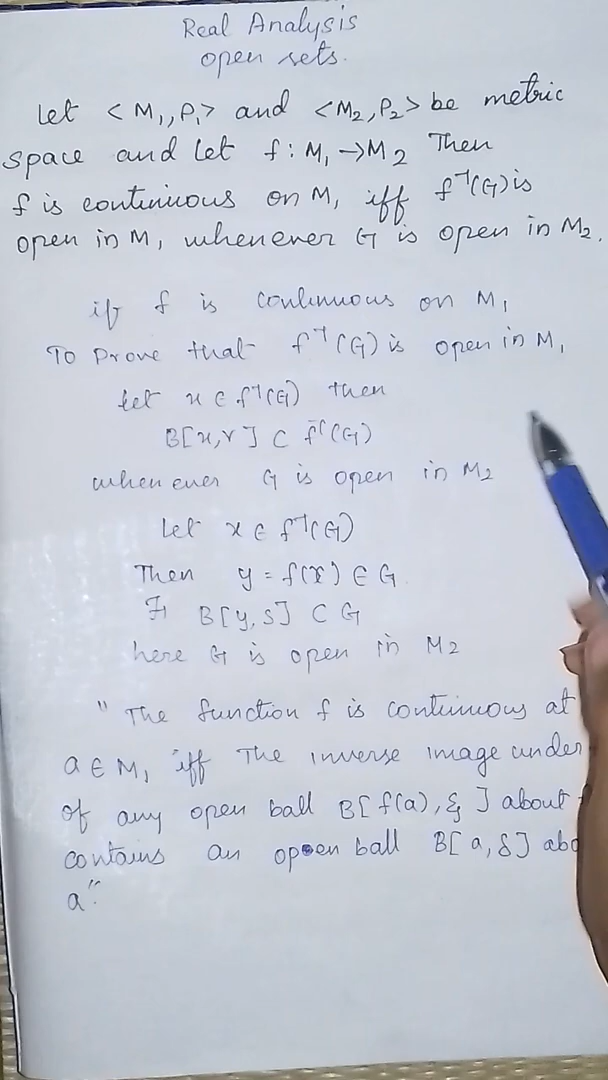 Real Analysis
open sets.
Let < M₁, P₁> and <M₂, P₂> be metric
space and let f : M₁ → M₂ Then
f is continuous on M₁ iff f⁻¹(G) is
open in M₁ whenever G is open in M₂.
if f is continuous on M₁
To prove that f⁻¹(G) is open in M₁
Let x ∈ f⁻¹(G) then
B[x, r] ⊂ f⁻¹(G)
whenever G is open in M₂
Let x ∈ f⁻¹(G)
Then y = f(x) ∈ G
B[y, s] ⊂ G
here G is open in M₂
" The function f is continuous at
a ∈ M₁ iff The inverse image under
of any open ball B[f(a), ] about
contains an open ball B[a, δ]
a".